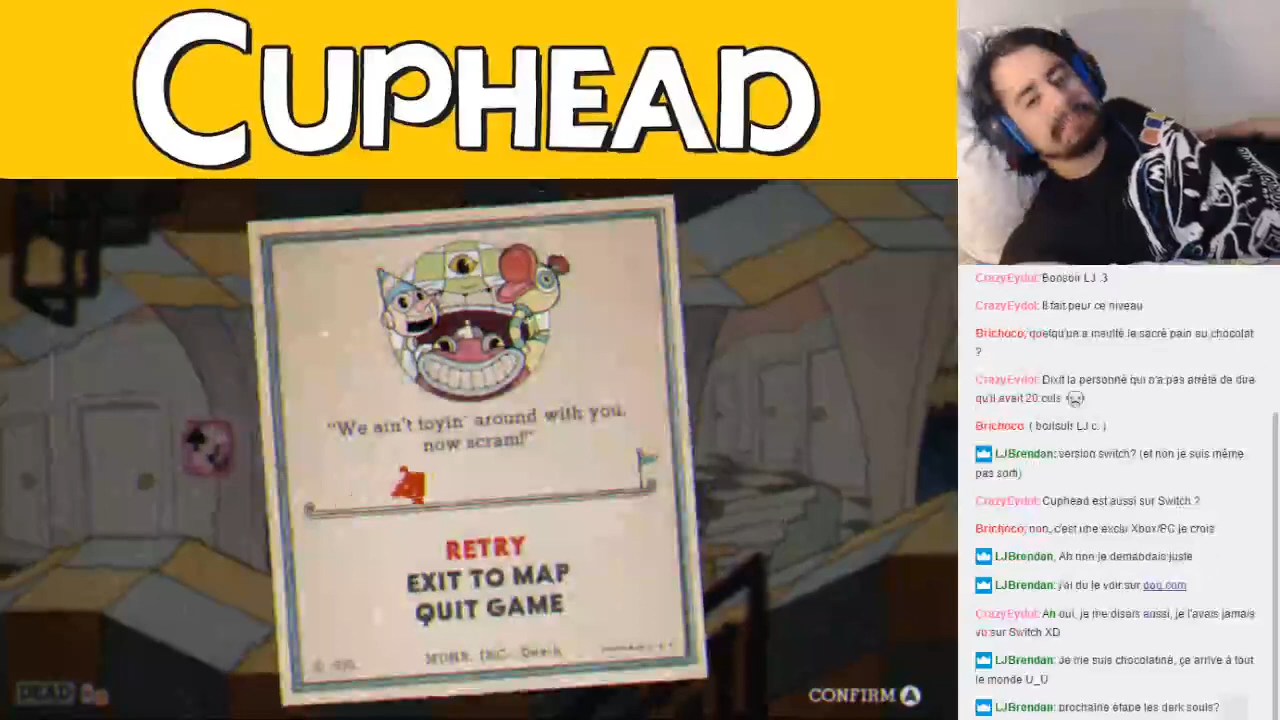 CUPHEAD
"We ain't toyin' around with you,
now scram!"
RETRY
EXIT TO MAP
QUIT GAME
MDHR. INC.
DEAD
CONFIRM A
CrazyEydol: Bonsoir LJ :3
CrazyEydol: Il fait peur ce niveau
Brichoco: quelqu'un a insulté le sacré pain au chocolat
?
CrazyEydol: Dixit la personne qui n'a pas arrêté de dire
qu'il avait 20 culs
Brichoco: ( bonsoir LJ c: )
LJBrendan: version switch? (et non je suis même
pas sorti)
CrazyEydol: Cuphead est aussi sur Switch ?
Brichoco: non, c'est une exclu Xbox/PC je crois
LJBrendan: Ah non je demandais juste
LJBrendan: j'ai du le voir sur
CrazyEydol: Ah oui, je me disais aussi, je l'avais jamais
vu sur Switch XD
LJBrendan: Je me suis chocolatiné, ça arrive à tout
le monde U_U
LJBrendan: prochaine étape les dark souls?